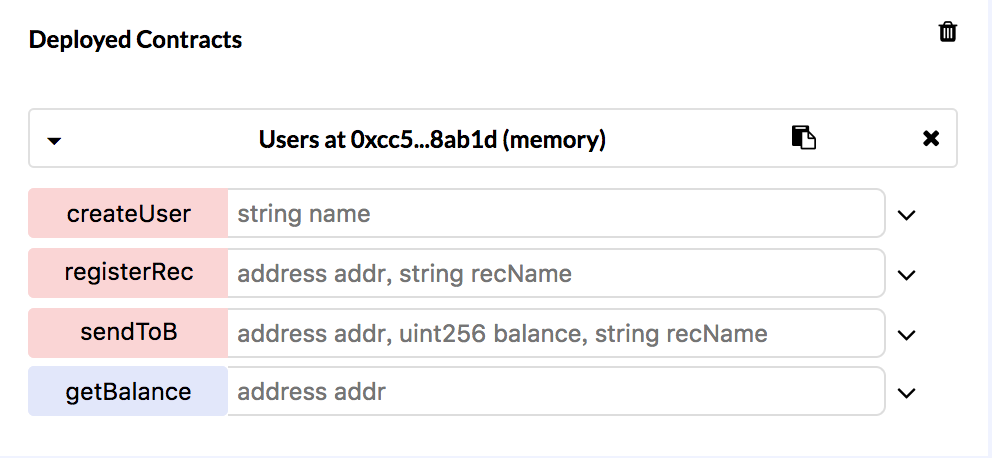 Deployed Contracts
Users at 0xcc5...8ab1d (memory)
createUser string name
registerRec address addr, string recName
sendToB address addr, uint256 balance, string recName
getBalance address addr